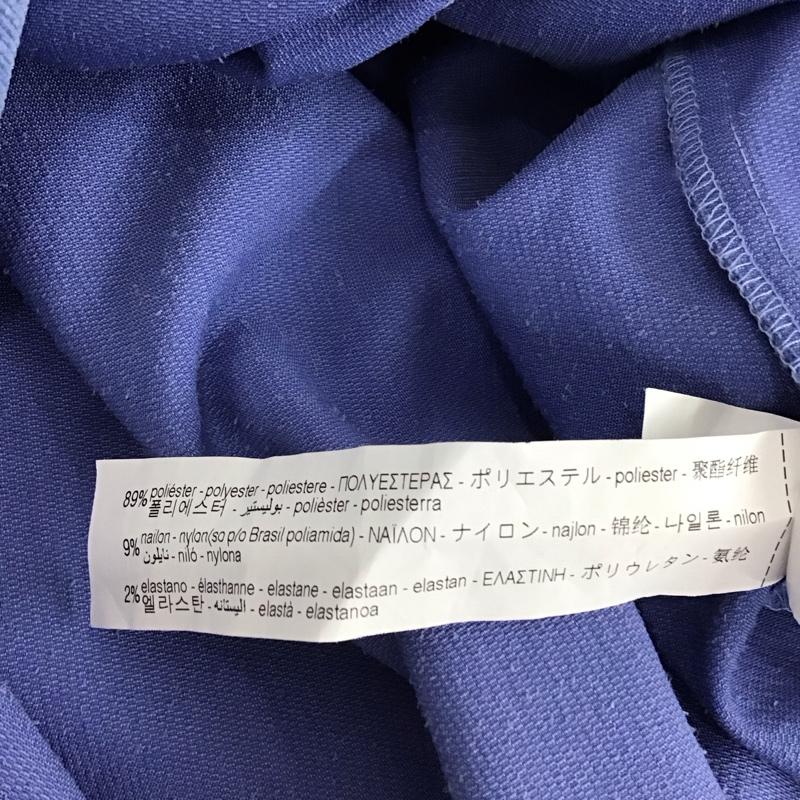 89% poliéster - polyester - poliestere - ΠΟΛΥΕΣΤΕΡΑΣ - ポリエステル - poliester - 聚酯纤维
폴리에스터 - بوليستير - polièster - poliesterra
9% nailon - nylon(so p/o Brasil poliamida) - ΝΑΪΛΟΝ - ナイロン - najlon - 锦纶 - 나일론 - nilon
نايلون - niló - nylona
2% elastano - élasthanne - elastane - elastaan - elastan - ΕΛΑΣΤΙΝΗ - ポリウレタン - 氨纶
엘라스탄 - اليستانه - elastà - elastanoa